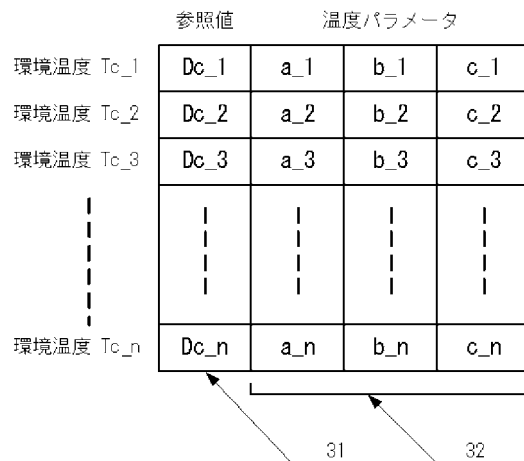 参照値 温度パラメータ
環境温度 Tc_1 Dc_1 a_1 b_1 c_1
環境温度 Tc_2 Dc_2 a_2 b_2 c_2
環境温度 Tc_3 Dc_3 a_3 b_3 c_3
環境温度 Tc_n Dc_n a_n b_n c_n
31 32